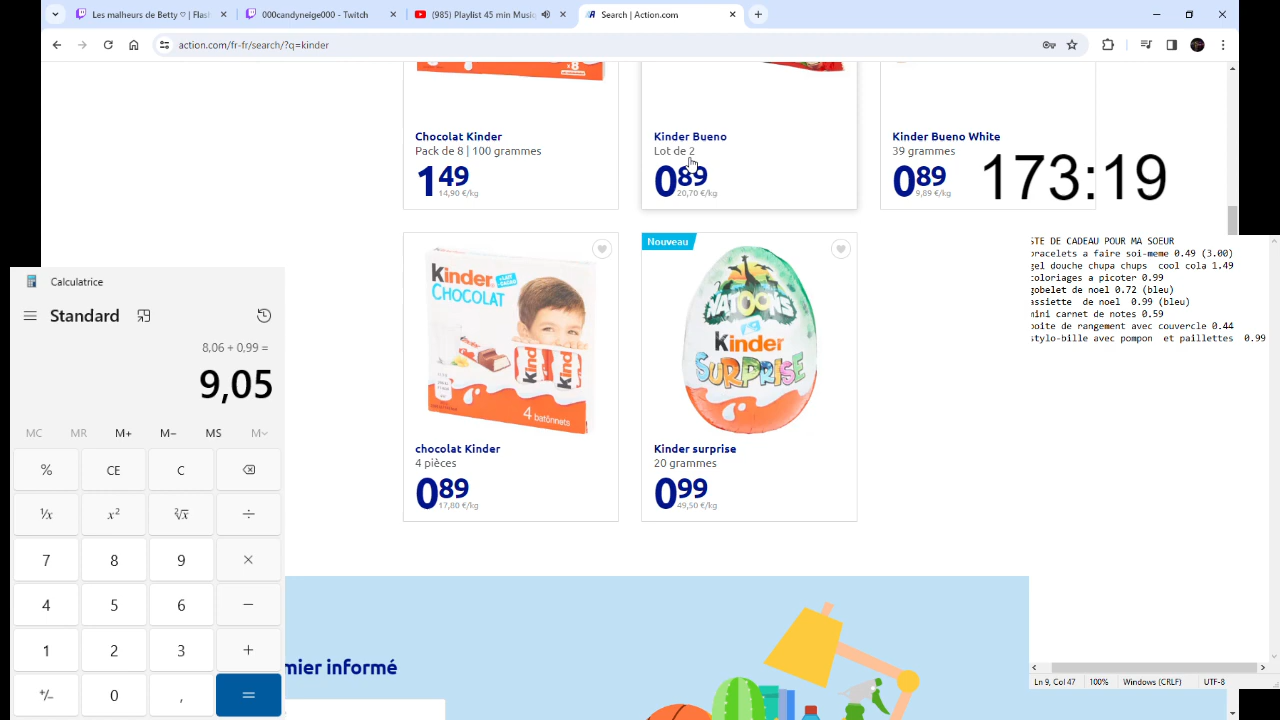 Les malheurs de Betty ♡ | Flas
000candyneige000 - Twitch
(985) Playlist 45 min Music
Search | Action.com
action.com/fr-fr/search/?q=kinder
x8
Chocolat Kinder
Pack de 8 | 100 grammes
1 49
14,90 €/kg
Kinder Bueno
Lot de 2
0 89
20,70 €/kg
Kinder Bueno White
39 grammes
0 89
9,89 €/kg
173:19
Kinder
CHOCOLAT
4 bâtonnets
chocolat Kinder
4 pièces
0 89
17,80 €/kg
Nouveau
NATOONS
Kinder
SURPRISE
Kinder surprise
20 grammes
0 99
49,50 €/kg
STE DE CADEAU POUR MA SOEUR
bracelets a faire soi-meme 0.49 (3.00)
gel douche chupa chups cool cola 1.49
coloriages a picoter 0.99
gobelet de noel 0.72 (bleu)
assiette de noel 0.99 (bleu)
mini carnet de notes 0.59
boite de rangement avec couvercle 0.44
stylo-bille avec pompon et paillettes 0.99
Ln 9, Col 47
100%
Windows (CRLF)
UTF-8
Calculatrice
Standard
8,06 + 0,99 =
9,05
MC MR M+ M− MS M
% CE C
¹/x x² ²√x ÷
7 8 9 ×
4 5 6 −
1 2 3 +
+/− 0 , =
mier informé